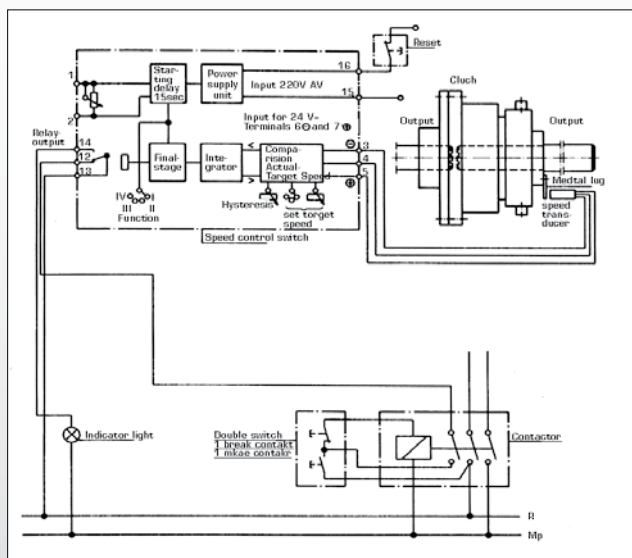 Reset
16
Cluch
1
Star-
ting
delay
15sec
Power
supply
unit
Input 220V AV
15
2
Input for 24 V=
Terminals 6⊖and 7⊕
Output
Output
Relay-
output
14
12
13
Final-
stage
Inte-
grator
<
>
Compa-
rision
Actual-
Target Speed
⊖
3
4
5
⊕
Medtal lug
speed
trans-
ducer
IV
I
III
II
Function
Hysteresis
set torget
speed
Speed control switch
Indicator light
Double switch
1 break contakt
1 mkae contakr
Contactor
R
Mp